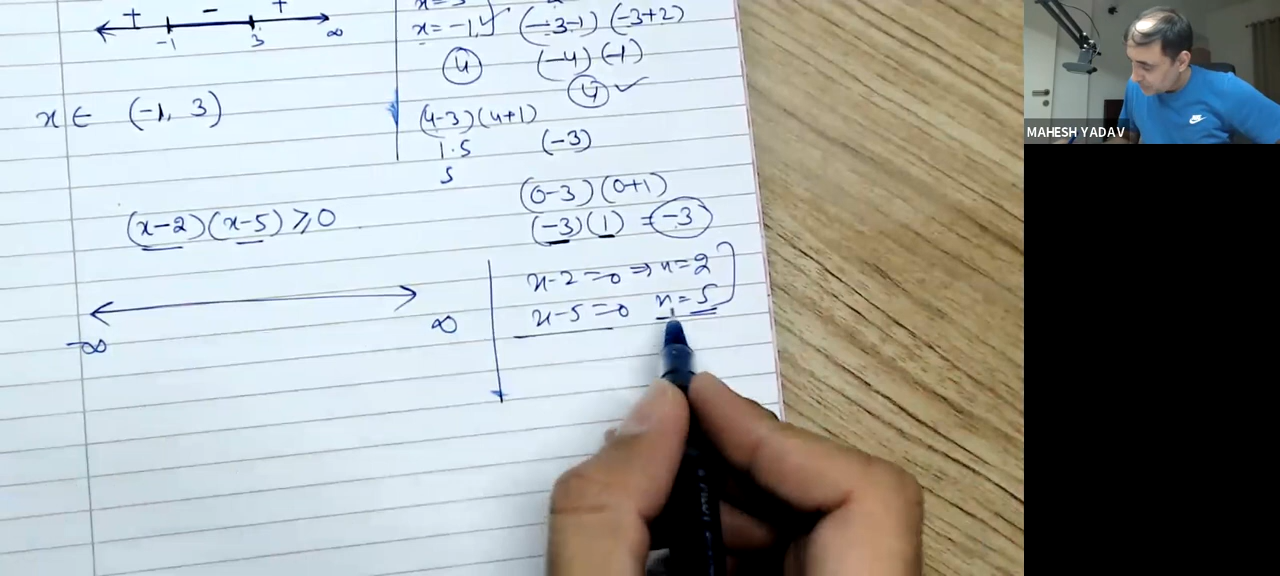 + - +
-1 3 ∞
x ∈ (-1, 3)
x = -1,
(4)
(4-3)(4+1)
1.5
5
(-3-1)(-3+2)
(-4)(-1)
(4) ✓
(-3)
(0-3)(0+1)
(-3)(1) = -3
(x-2)(x-5) ≥ 0
-∞ ∞
x-2=0 ⇒ x=2
x-5=0 x=5
MAHESH YADAV